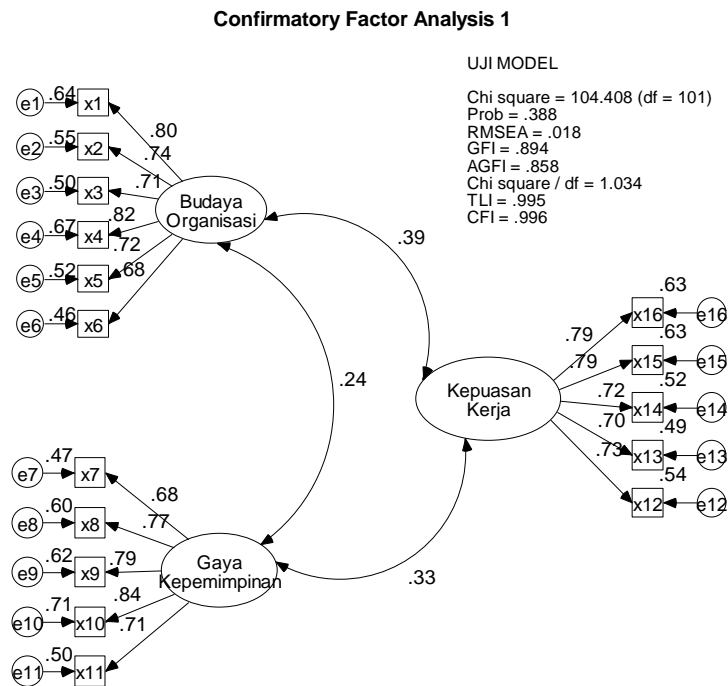 Confirmatory Factor Analysis 1
UJI MODEL
Chi square = 104.408 (df = 101)
Prob = .388
RMSEA = .018
GFI = .894
AGFI = .858
Chi square / df = 1.034
TLI = .995
CFI = .996
e1 .64 x1 .80
e2 .55 x2 .74
e3 .50 x3 .71
e4 .67 x4 .82
e5 .52 x5 .72
e6 .46 x6 .68
Budaya
Organisasi
.39
.24
.33
Kepuasan
Kerja
.79 x16 .63 e16
.79 x15 .63 e15
.72 x14 .52 e14
.70 x13 .49 e13
.73 x12 .54 e12
e7 .47 x7 .68
e8 .60 x8 .77
e9 .62 x9 .79
e10 .71 x10 .84
e11 .50 x11 .71
Gaya
Kepemimpinan